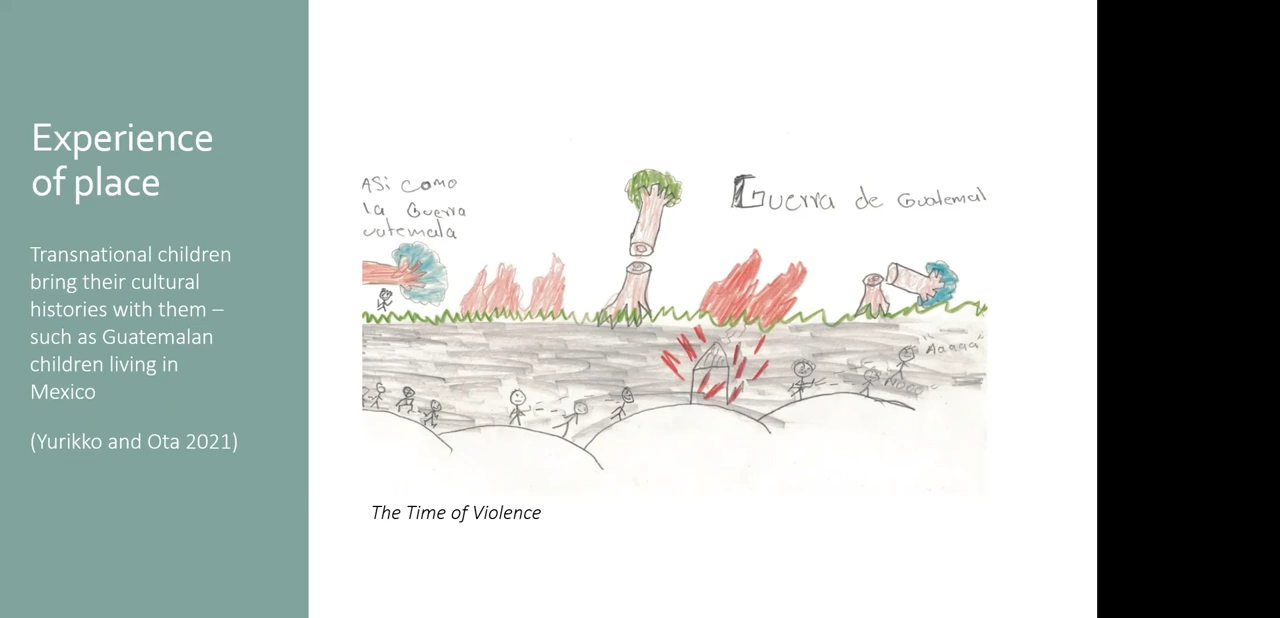 Experience
of place
Transnational children
bring their cultural
histories with them –
such as Guatemalan
children living in
Mexico
(Yurikko and Ota 2021)
ASi como
la Guerra
uatemala
Guerra de Guatemal
"Aaaaa"
Nooo
The Time of Violence